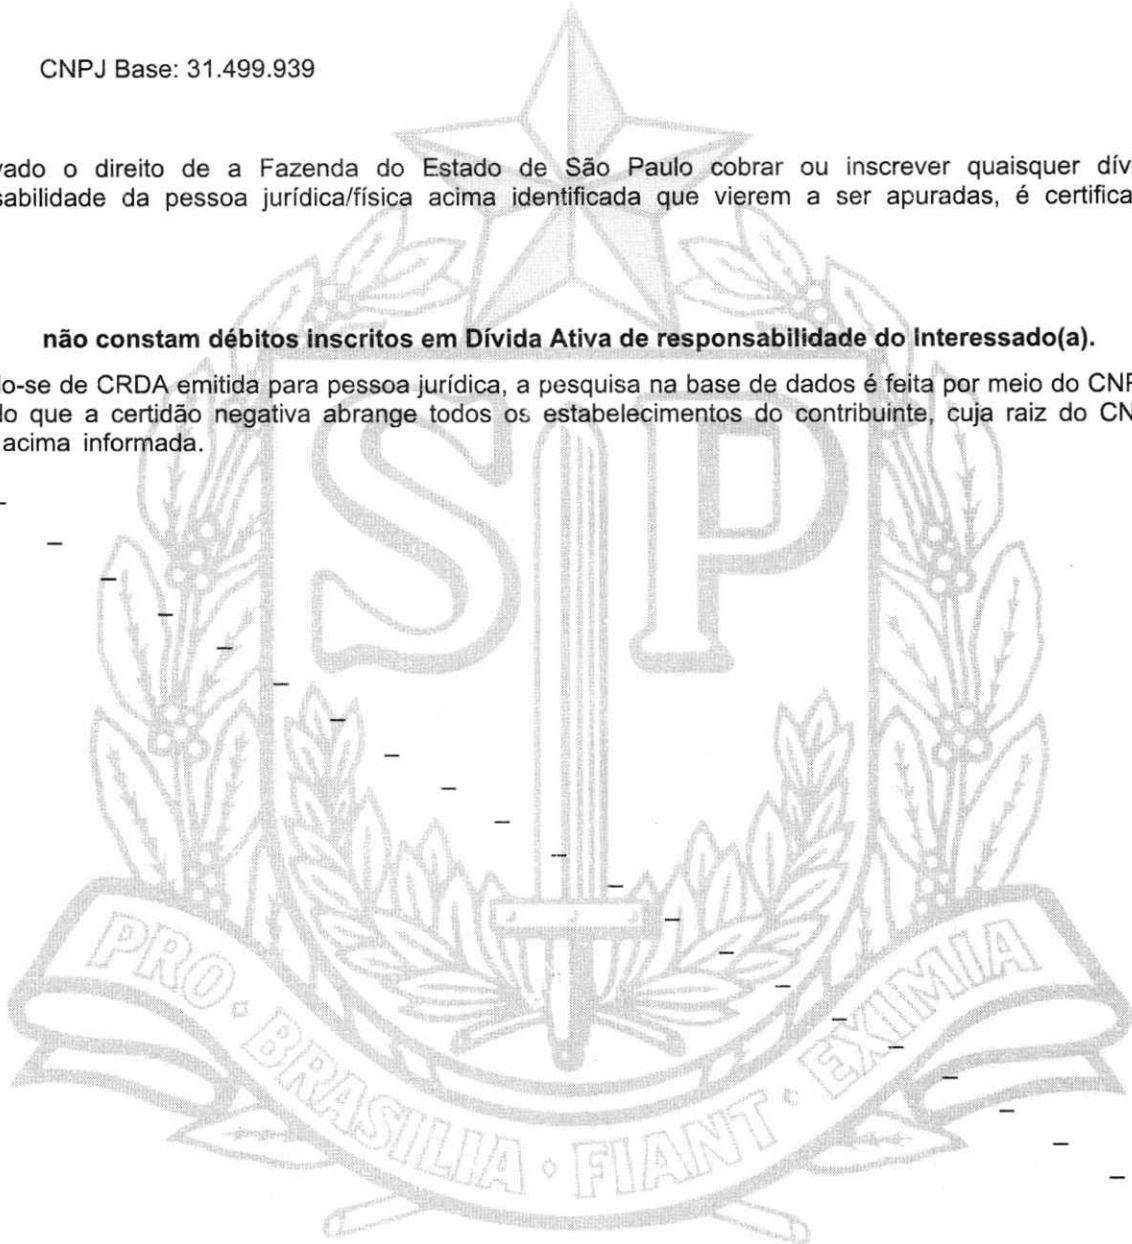 CNPJ Base: 31.499.939
vado o direito de a Fazenda do Estado de São Paulo cobrar ou inscrever quaisquer dív
sabilidade da pessoa jurídica/física acima identificada que vierem a ser apuradas, é certifica
não constam débitos inscritos em Dívida Ativa de responsabilidade do Interessado(a).
lo-se de CRDA emitida para pessoa jurídica, a pesquisa na base de dados é feita por meio do CNP
lo que a certidão negativa abrange todos os estabelecimentos do contribuinte, cuja raiz do CN
acima informada.
SP
PRO • BRASILIA • FIANT • EXIMIA